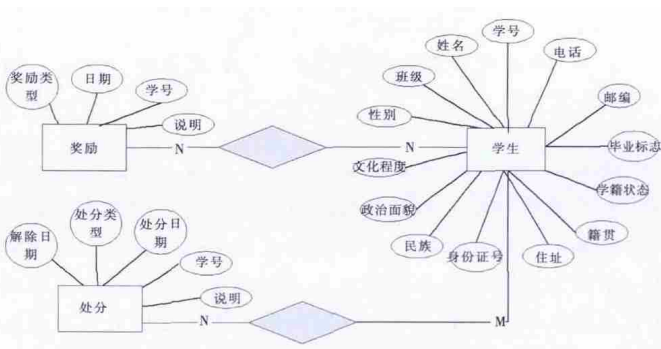 学号
姓名
电话
奖励类
型
日期
班级
学号
邮编
性别
说明
奖励
N
N
学生
毕业标志
文化程度
学籍状态
政治面貌
处分类
型
处分日
期
解除日
期
民族
身份证号
住址
籍贯
学号
说明
处分
N
M